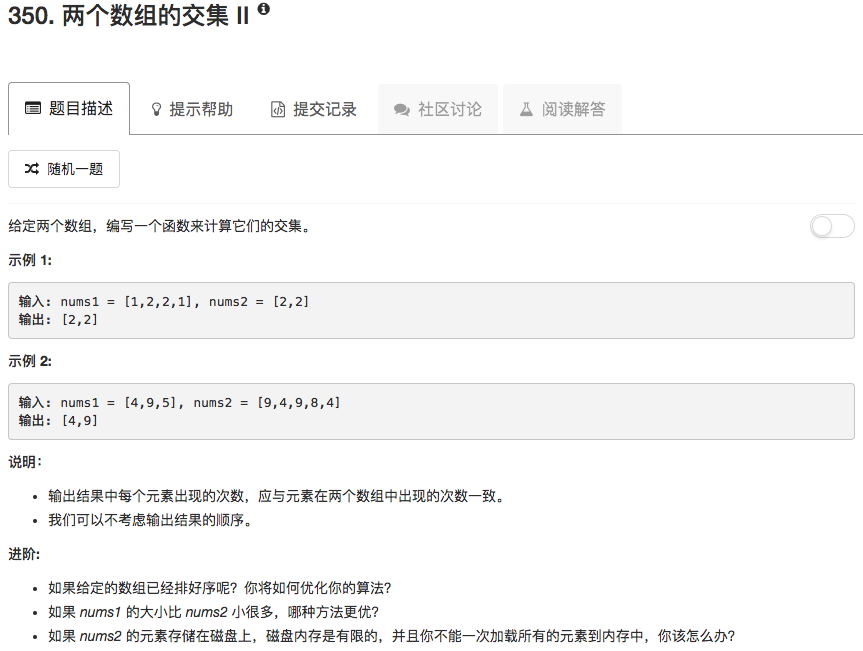 350. 两个数组的交集 II
题目描述
提示帮助
提交记录
社区讨论
阅读解答
随机一题
给定两个数组，编写一个函数来计算它们的交集。
示例 1:
输入: nums1 = [1,2,2,1], nums2 = [2,2]
输出: [2,2]
示例 2:
输入: nums1 = [4,9,5], nums2 = [9,4,9,8,4]
输出: [4,9]
说明：
• 输出结果中每个元素出现的次数，应与元素在两个数组中出现的次数一致。
• 我们可以不考虑输出结果的顺序。
进阶:
• 如果给定的数组已经排好序呢？你将如何优化你的算法？
• 如果 nums1 的大小比 nums2 小很多，哪种方法更优？
• 如果 nums2 的元素存储在磁盘上，磁盘内存是有限的，并且你不能一次加载所有的元素到内存中，你该怎么办？